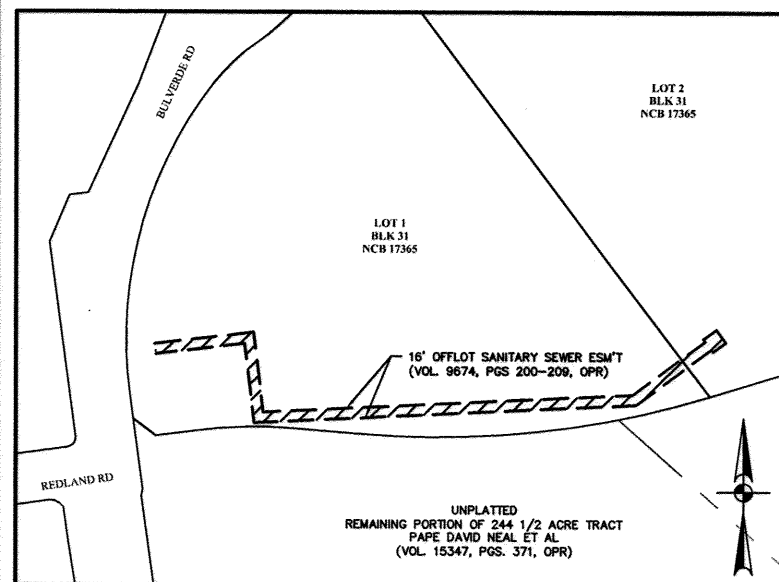 BULVERDE RD
LOT 2
BLK 31
NCB 17365
LOT 1
BLK 31
NCB 17365
16' OFFLOT SANITARY SEWER ESM'T
(VOL. 9674, PGS 200-209, OPR)
REDLAND RD
UNPLATTED
REMAINING PORTION OF 244 1/2 ACRE TRACT
PAPE DAVID NEAL ET AL
(VOL. 15347, PGS. 371, OPR)